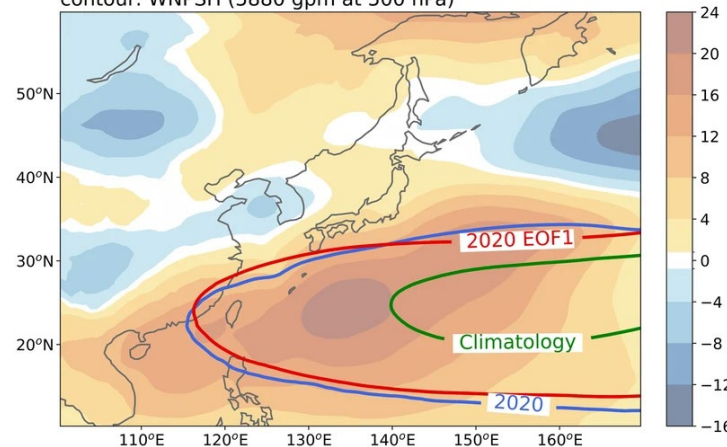 contour: WNPSH (5880 gpm at 500 hPa)
24
20
16
12
8
4
0
−4
−8
−12
−16
50°N
40°N
30°N
20°N
2020 EOF1
Climatology
2020
110°E 120°E 130°E 140°E 150°E 160°E